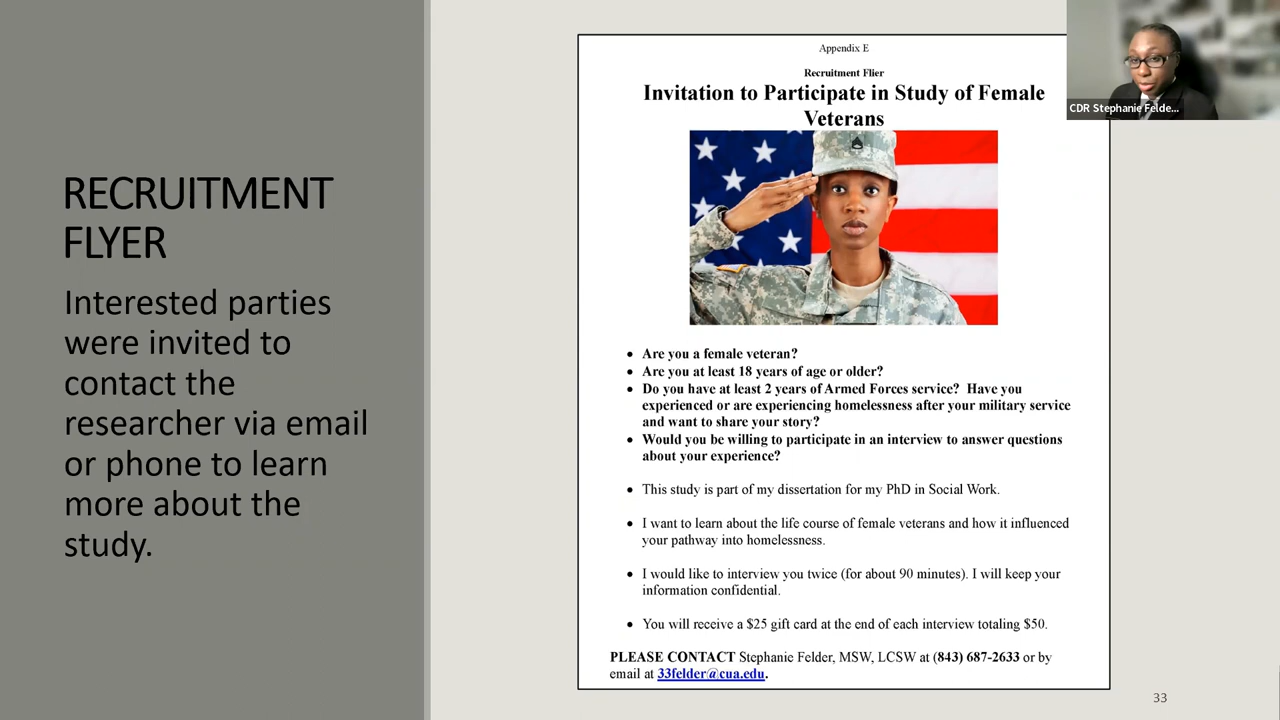 RECRUITMENT
FLYER
Interested parties
were invited to
contact the
researcher via email
or phone to learn
more about the
study.
Appendix E
Recruitment Flier
Invitation to Participate in Study of Female
Veterans
• Are you a female veteran?
• Are you at least 18 years of age or older?
• Do you have at least 2 years of Armed Forces service?  Have you
experienced or are experiencing homelessness after your military service
and want to share your story?
• Would you be willing to participate in an interview to answer questions
about your experience?
• This study is part of my dissertation for my PhD in Social Work.
• I want to learn about the life course of female veterans and how it influenced
your pathway into homelessness.
• I would like to interview you twice (for about 90 minutes). I will keep your
information confidential.
• You will receive a $25 gift card at the end of each interview totaling $50.
PLEASE CONTACT Stephanie Felder, MSW, LCSW at (843) 687-2633 or by
email at 33felder@cua.edu.
CDR Stephanie Felde...
33